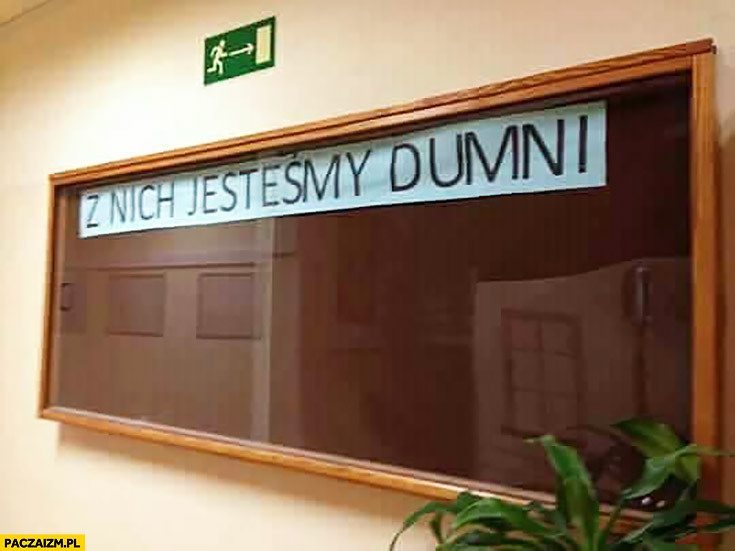 Z NICH JESTEŚMY DUMNI
PACZAIZM.PL